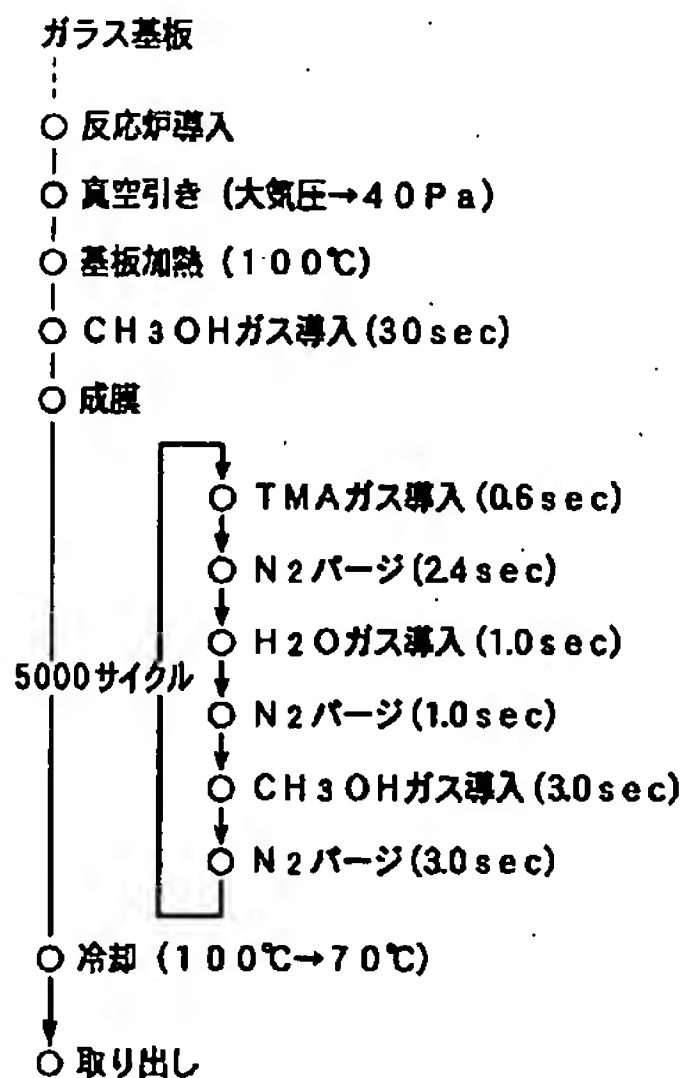 ガラス基板
反応炉導入
真空引き (大気圧→40Pa)
基板加熱 (100℃)
CH3OHガス導入(30sec)
成膜
TMAガス導入(0.6sec)
N2パージ(2.4sec)
H2Oガス導入(1.0sec)
5000サイクル
N2パージ(1.0sec)
CH3OHガス導入(3.0sec)
N2パージ(3.0sec)
冷却 (100℃→70℃)
取り出し